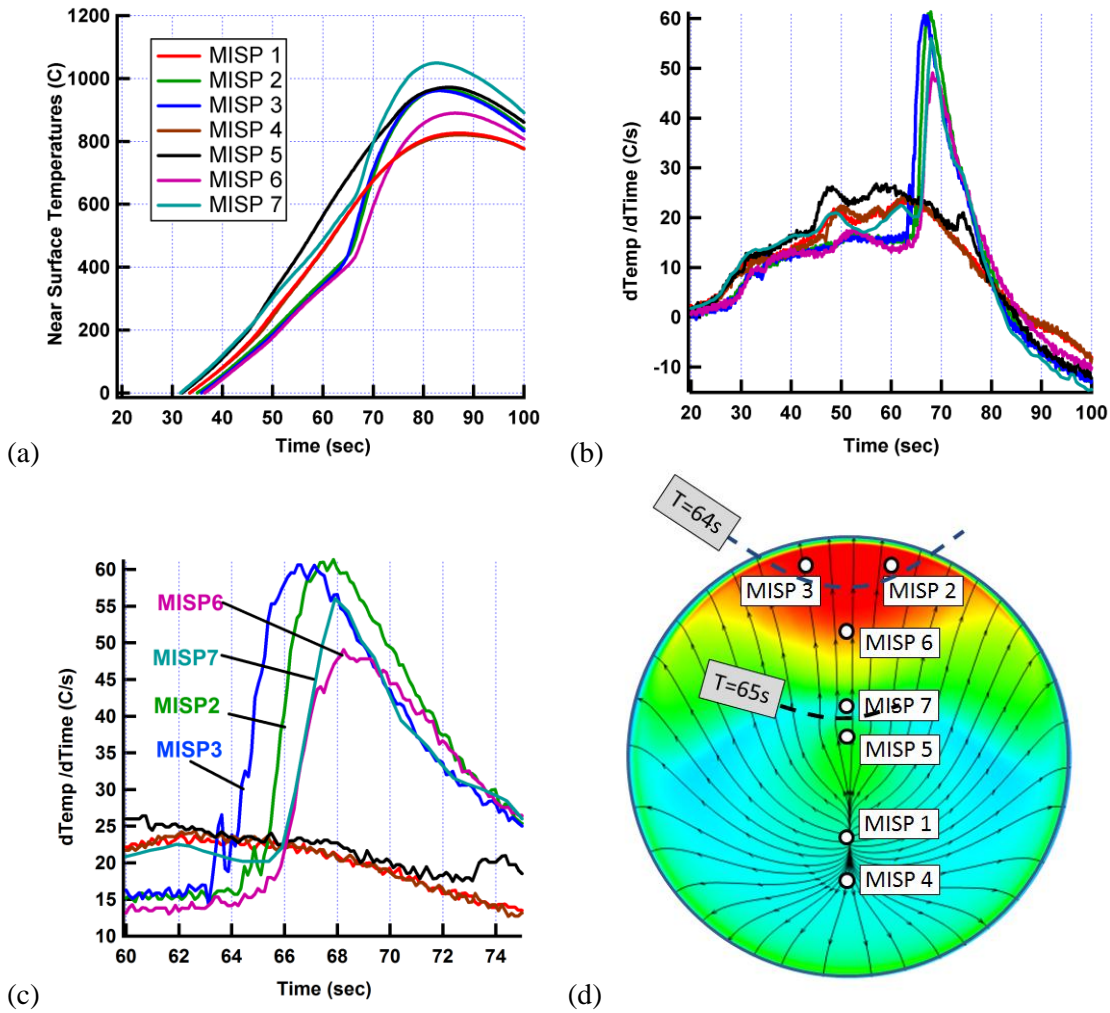 1200
1000
800
600
400
200
0
Near Surface Temperatures (C)
MISP 1
MISP 2
MISP 3
MISP 4
MISP 5
MISP 6
MISP 7
20 30 40 50 60 70 80 90 100
Time (sec)
(a)
60
50
40
30
20
10
0
-10
dTemp /dTime (C/s)
20 30 40 50 60 70 80 90 100
Time (sec)
(b)
60
55
50
45
40
35
30
25
20
15
10
dTemp /dTime (C/s)
MISP6
MISP7
MISP2
MISP3
60 62 64 66 68 70 72 74
Time (sec)
(c)
T=64s
MISP 3
MISP 2
MISP 6
T=65s
MISP 7
MISP 5
MISP 1
MISP 4
(d)